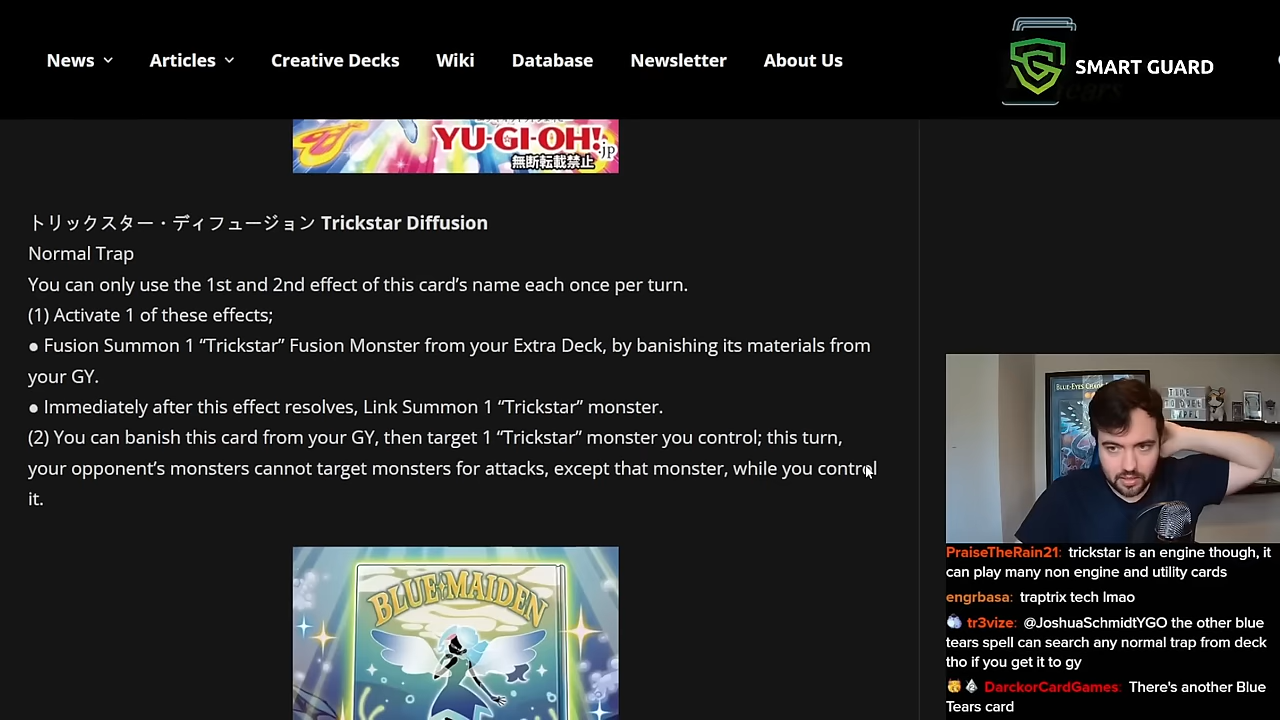 News
Articles
Creative Decks
Wiki
Database
Newsletter
About Us
SMART GUARD
YU-GI-OH!.jp
無断転載禁止
トリックスター・ディフュージョン Trickstar Diffusion
Normal Trap
You can only use the 1st and 2nd effect of this card’s name each once per turn.
(1) Activate 1 of these effects;
● Fusion Summon 1 “Trickstar” Fusion Monster from your Extra Deck, by banishing its materials from
your GY.
● Immediately after this effect resolves, Link Summon 1 “Trickstar” monster.
(2) You can banish this card from your GY, then target 1 “Trickstar” monster you control; this turn,
your opponent’s monsters cannot target monsters for attacks, except that monster, while you control
it.
BLUE MAIDEN
PraiseTheRain21: trickstar is an engine though, it
can play many non engine and utility cards
engrbasa: traptrix tech lmao
tr3vize: @JoshuaSchmidtYGO the other blue
tears spell can search any normal trap from deck
tho if you get it to gy
DarckorCardGames: There's another Blue
Tears card